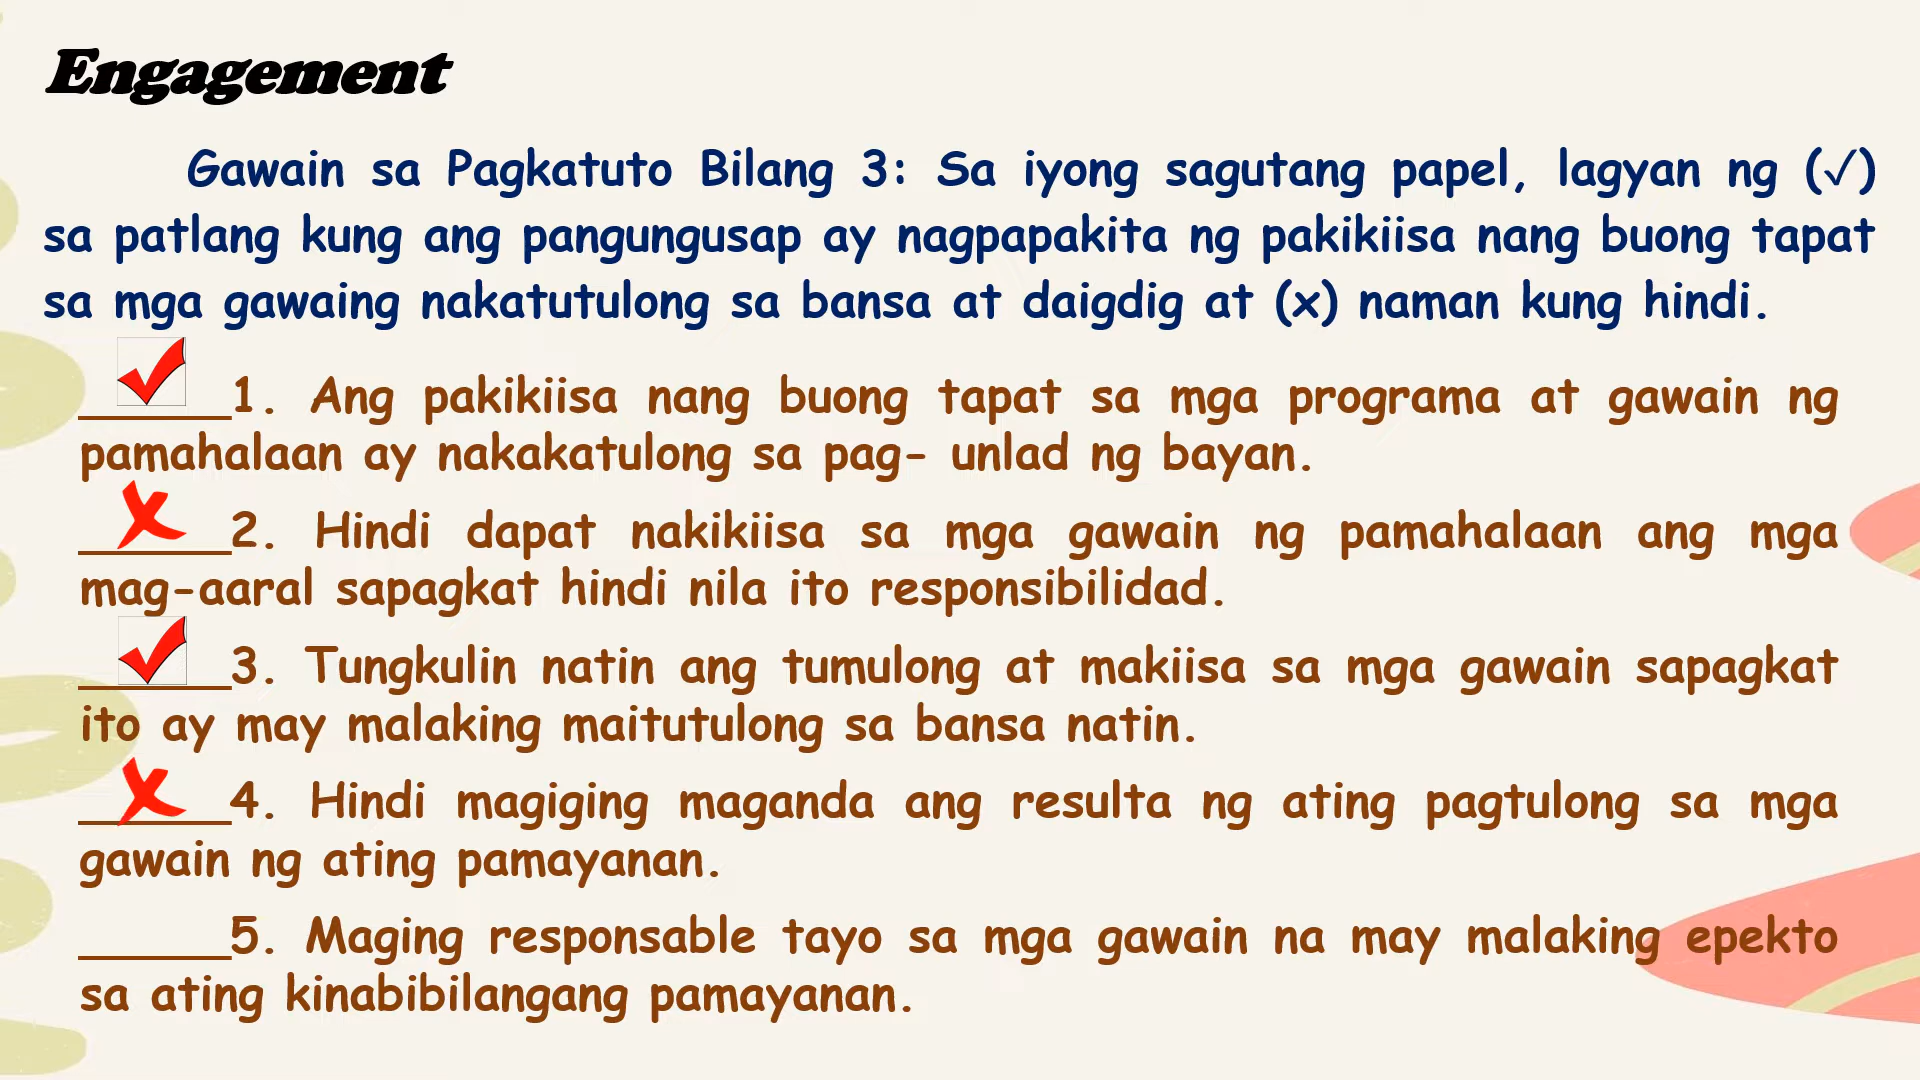 Engagement
Gawain sa Pagkatuto Bilang 3: Sa iyong sagutang papel, lagyan ng (✓)
sa patlang kung ang pangungusap ay nagpapakita ng pakikiisa nang buong tapat
sa mga gawaing nakatutulong sa bansa at daigdig at (x) naman kung hindi.
______1. Ang pakikiisa nang buong tapat sa mga programa at gawain ng
pamahalaan ay nakakatulong sa pag- unlad ng bayan.
______2. Hindi dapat nakikiisa sa mga gawain ng pamahalaan ang mga
mag-aaral sapagkat hindi nila ito responsibilidad.
______3. Tungkulin natin ang tumulong at makiisa sa mga gawain sapagkat
ito ay may malaking maitutulong sa bansa natin.
______4. Hindi magiging maganda ang resulta ng ating pagtulong sa mga
gawain ng ating pamayanan.
______5. Maging responsable tayo sa mga gawain na may malaking epekto
sa ating kinabibilangang pamayanan.